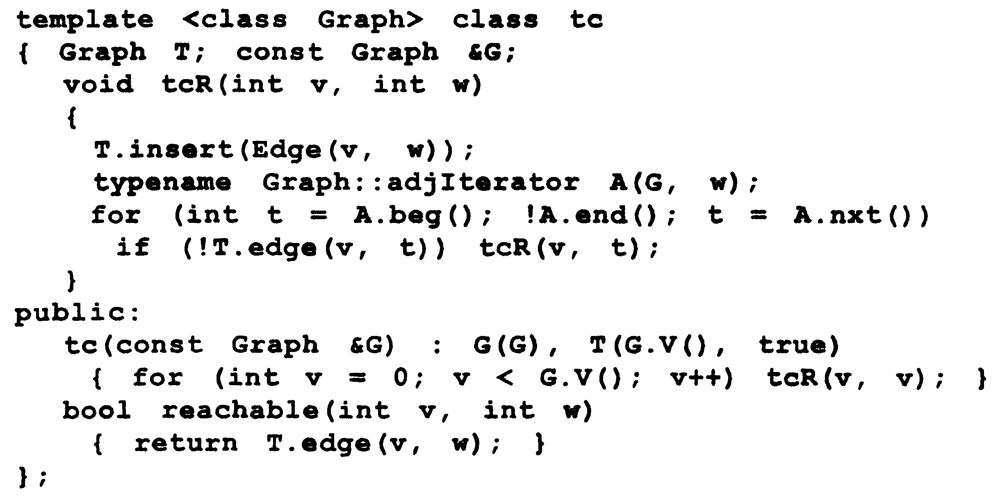 template <class Graph> class tc
{ Graph T; const Graph &G;
void tcR(int v, int w)
{
T.insert(Edge(v, w));
typename Graph::adjIterator A(G, w);
for (int t = A.beg(); !A.end(); t = A.nxt())
if (!T.edge(v, t)) tcR(v, t);
}
public:
tc(const Graph &G) : G(G), T(G.V(), true)
{ for (int v = 0; v < G.V(); v++) tcR(v, v); }
bool reachable(int v, int w)
{ return T.edge(v, w); }
};